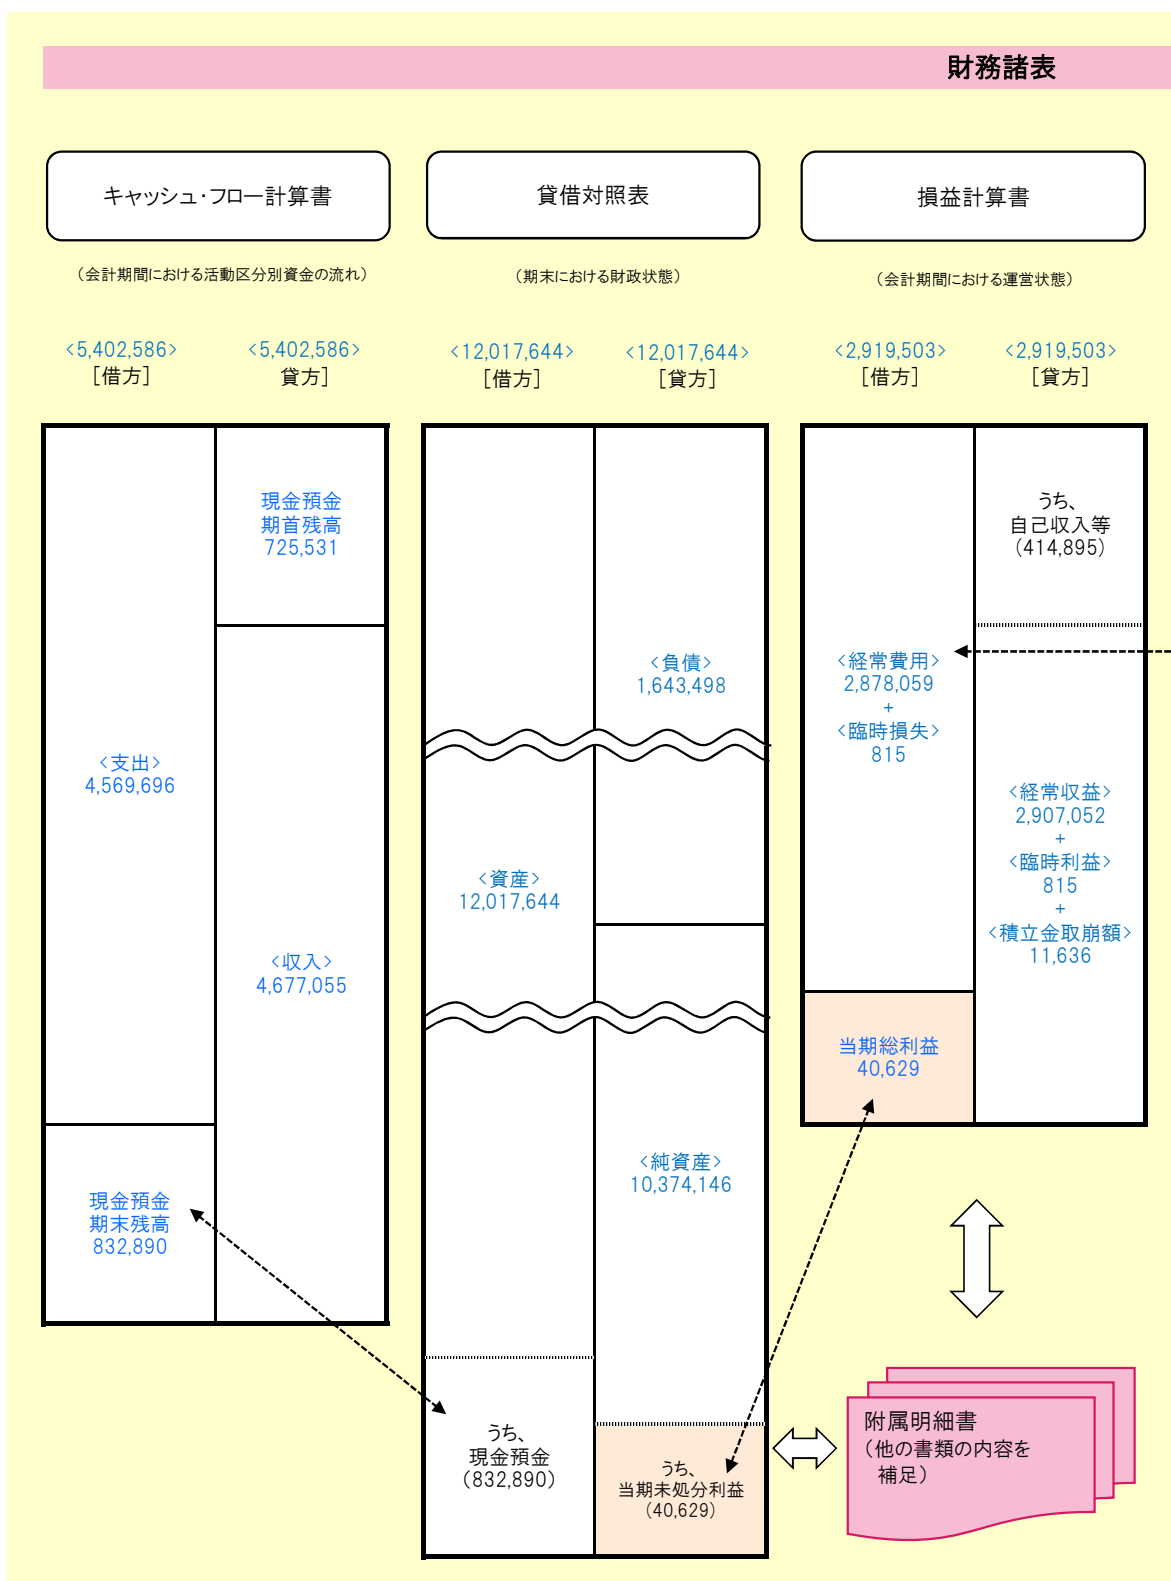 財務諸表
キャッシュ・フロー計算書
(会計期間における活動区分別資金の流れ)
<5,402,586>
<5,402,586>
[借方]
貸方]
現金預金
期首残高
725,531
<支出>
4,569,696
<収入>
4,677,055
現金預金
期末残高
832,890
貸借対照表
(期末における財政状態)
<12,017,644>
<12,017,644>
[借方]
[貸方]
<負債>
1,643,498
<資産>
12,017,644
<純資産>
10,374,146
うち、
現金預金
(832,890)
うち、
当期未処分利益
(40,629)
損益計算書
(会計期間における運営状態)
<2,919,503>
<2,919,503>
[借方]
[貸方]
うち、
自己収入等
(414,895)
<経常費用>
2,878,059
+
<臨時損失>
815
<経常収益>
2,907,052
+
<臨時利益>
815
+
<積立金取崩額>
11,636
当期総利益
40,629
附属明細書
(他の書類の内容を
補足)